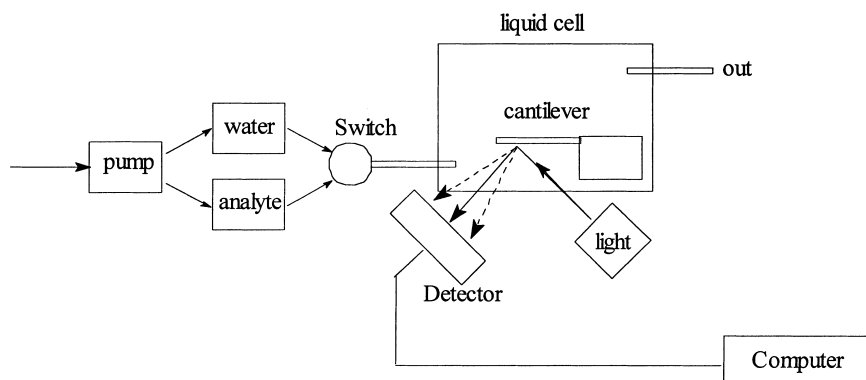 liquid cell
out
cantilever
water
Switch
pump
analyte
light
Detector
Computer